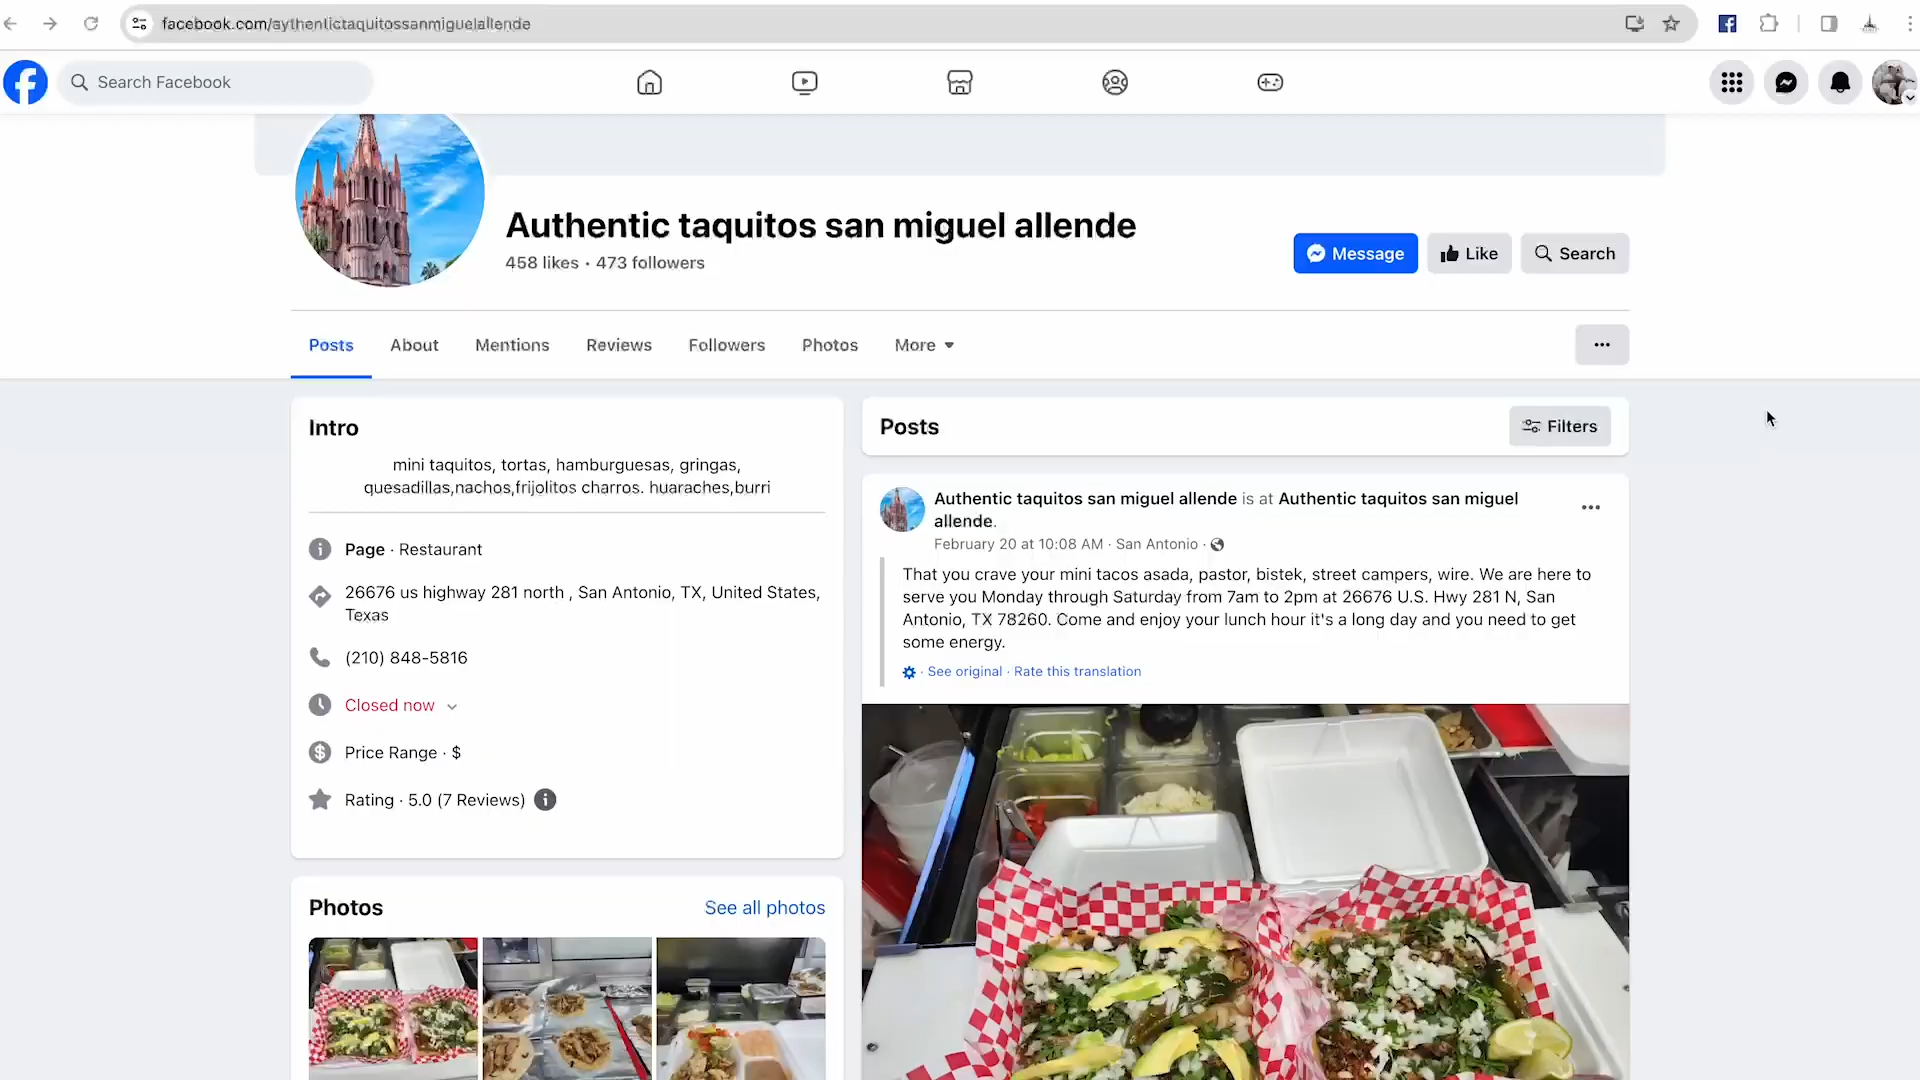 facebook.com/aythentictaquitossanmiguelallende
Search Facebook
Authentic taquitos san miguel allende
458 likes · 473 followers
Message
Like
Search
Posts
About
Mentions
Reviews
Followers
Photos
More
Intro
mini taquitos, tortas, hamburguesas, gringas,
quesadillas,nachos,frijolitos charros. huaraches,burri
Page · Restaurant
26676 us highway 281 north , San Antonio, TX, United States,
Texas
(210) 848-5816
Closed now
Price Range · $
Rating · 5.0 (7 Reviews)
Photos
See all photos
Posts
Filters
Authentic taquitos san miguel allende is at Authentic taquitos san miguel
allende.
February 20 at 10:08 AM · San Antonio ·
That you crave your mini tacos asada, pastor, bistek, street campers, wire. We are here to
serve you Monday through Saturday from 7am to 2pm at 26676 U.S. Hwy 281 N, San
Antonio, TX 78260. Come and enjoy your lunch hour it's a long day and you need to get
some energy.
· See original · Rate this translation